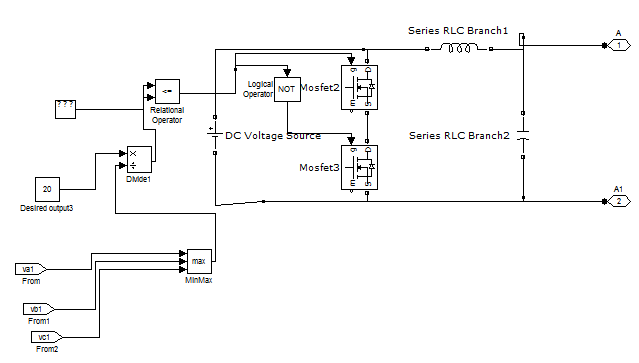 Series RLC Branch1
A
1
<=
Relational
Operator
Logical
Operator
NOT
Mosfet2
g
D
m
s
? ? ?
DC Voltage Source
+
Series RLC Branch2
×
÷
Divide1
Mosfet3
g
D
m
s
20
Desired output3
A1
2
max
MinMax
va1
From
vb1
From1
vc1
From2